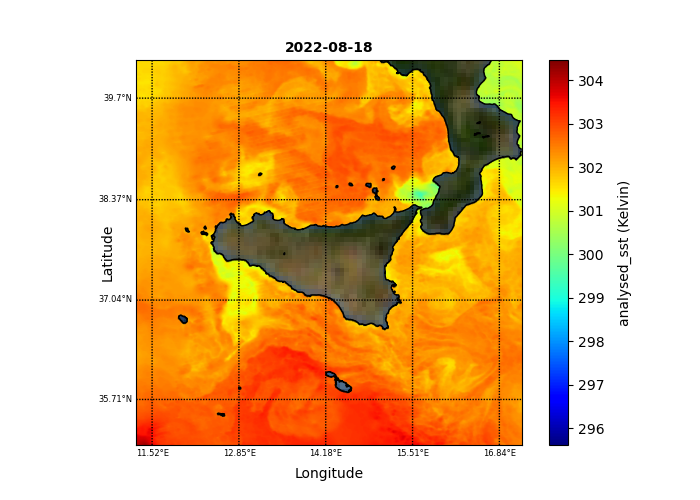 2022-08-18
39.7°N
38.37°N
37.04°N
35.71°N
Latitude
11.52°E 12.85°E 14.18°E 15.51°E 16.84°E
Longitude
304
303
302
301
300
299
298
297
296
analysed_sst (Kelvin)